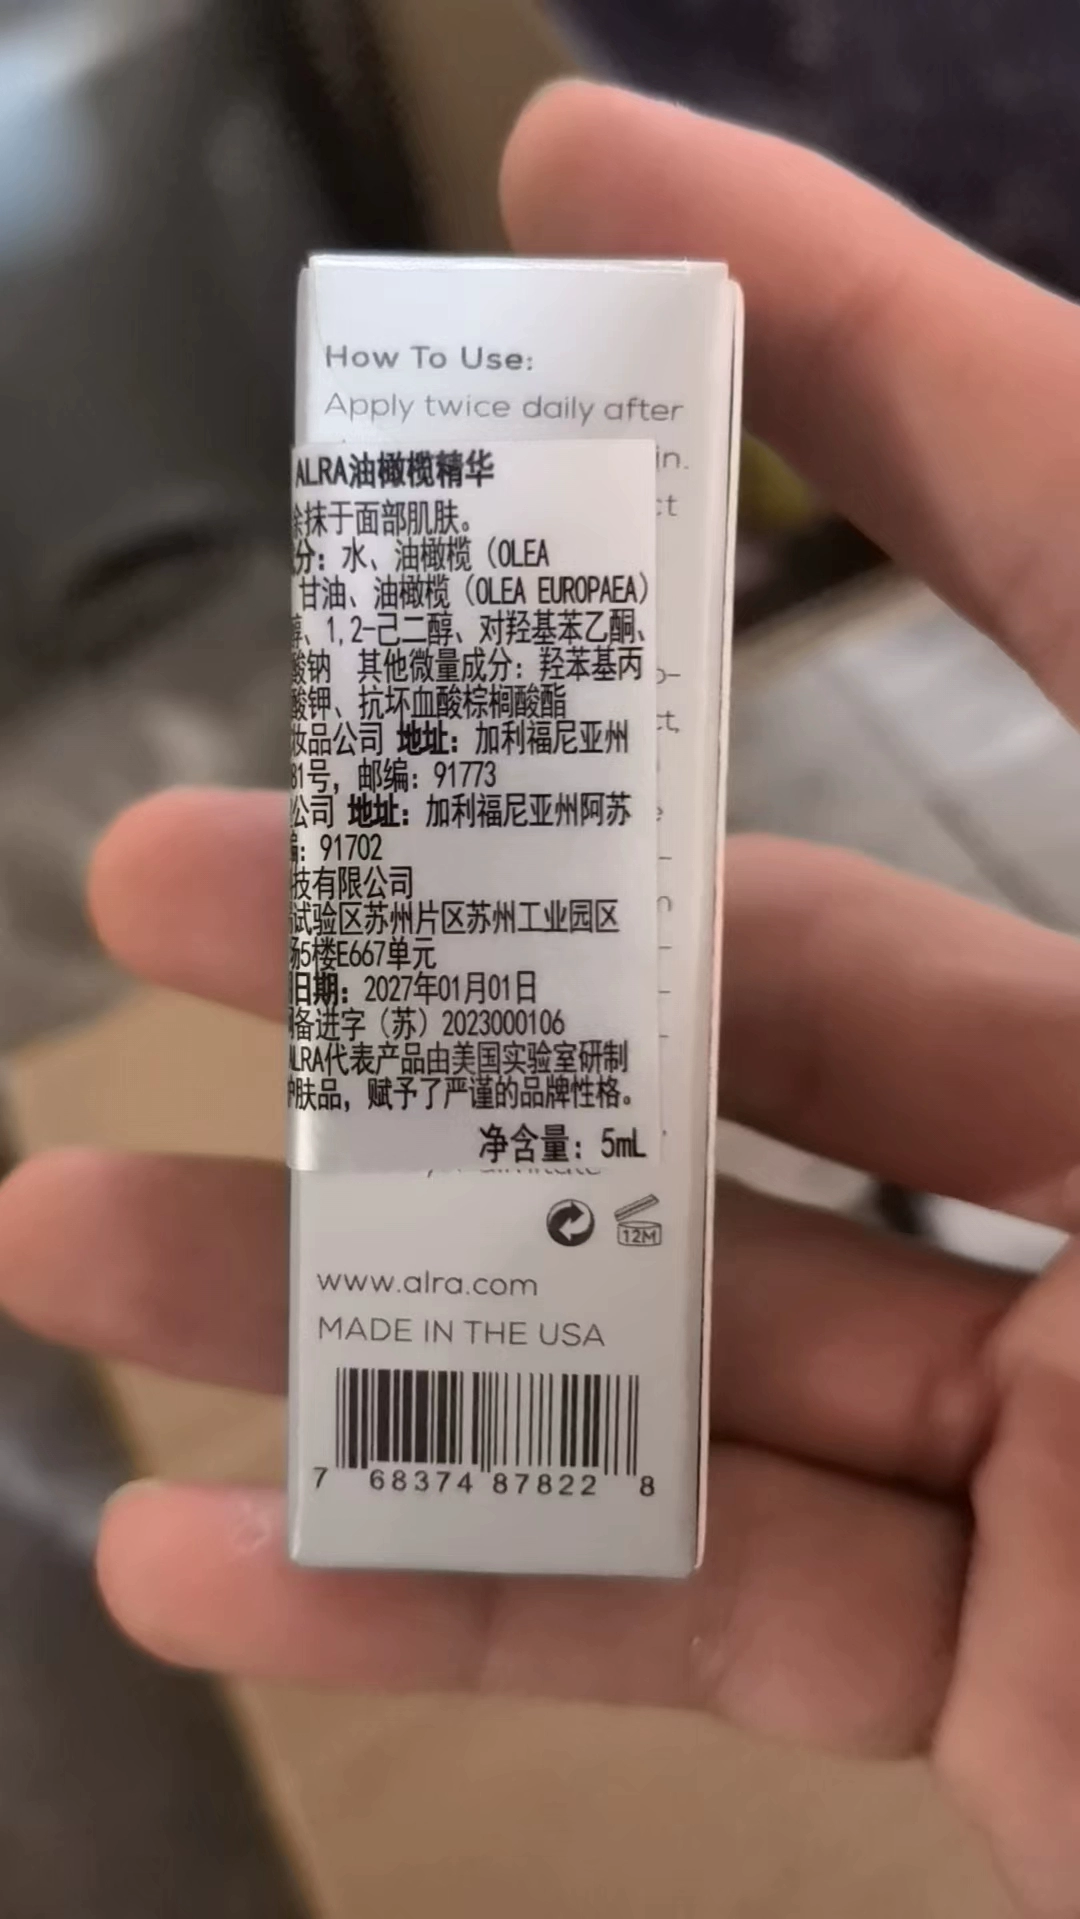 How To Use:
Apply twice daily after
in.
ct
ALRA油橄榄精华
涂抹于面部肌肤。
分：水、油橄榄（OLEA
甘油、油橄榄（OLEA EUROPAEA）
醇、1,2-己二醇、对羟基苯乙酮、
酸钠 其他微量成分：羟苯基丙
酸钾、抗坏血酸棕榈酸酯
妆品公司 地址：加利福尼亚州
81号，邮编：91773
公司 地址：加利福尼亚州阿苏
编：91702
技有限公司
试验区苏州片区苏州工业园区
场5楼E667单元
日期：2027年01月01日
网备进字（苏）2023000106
ALRA代表产品由美国实验室研制
护肤品，赋予了严谨的品牌性格。
净含量：5mL
12M
www.alra.com
MADE IN THE USA
7 68374 87822 8